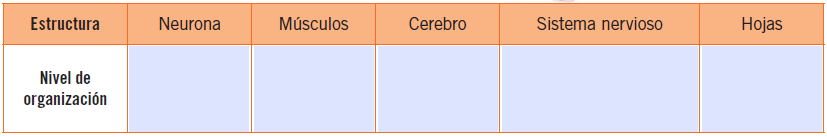 Estructura Neurona Músculos Cerebro Sistema nervioso Hojas
Nivel de
organización